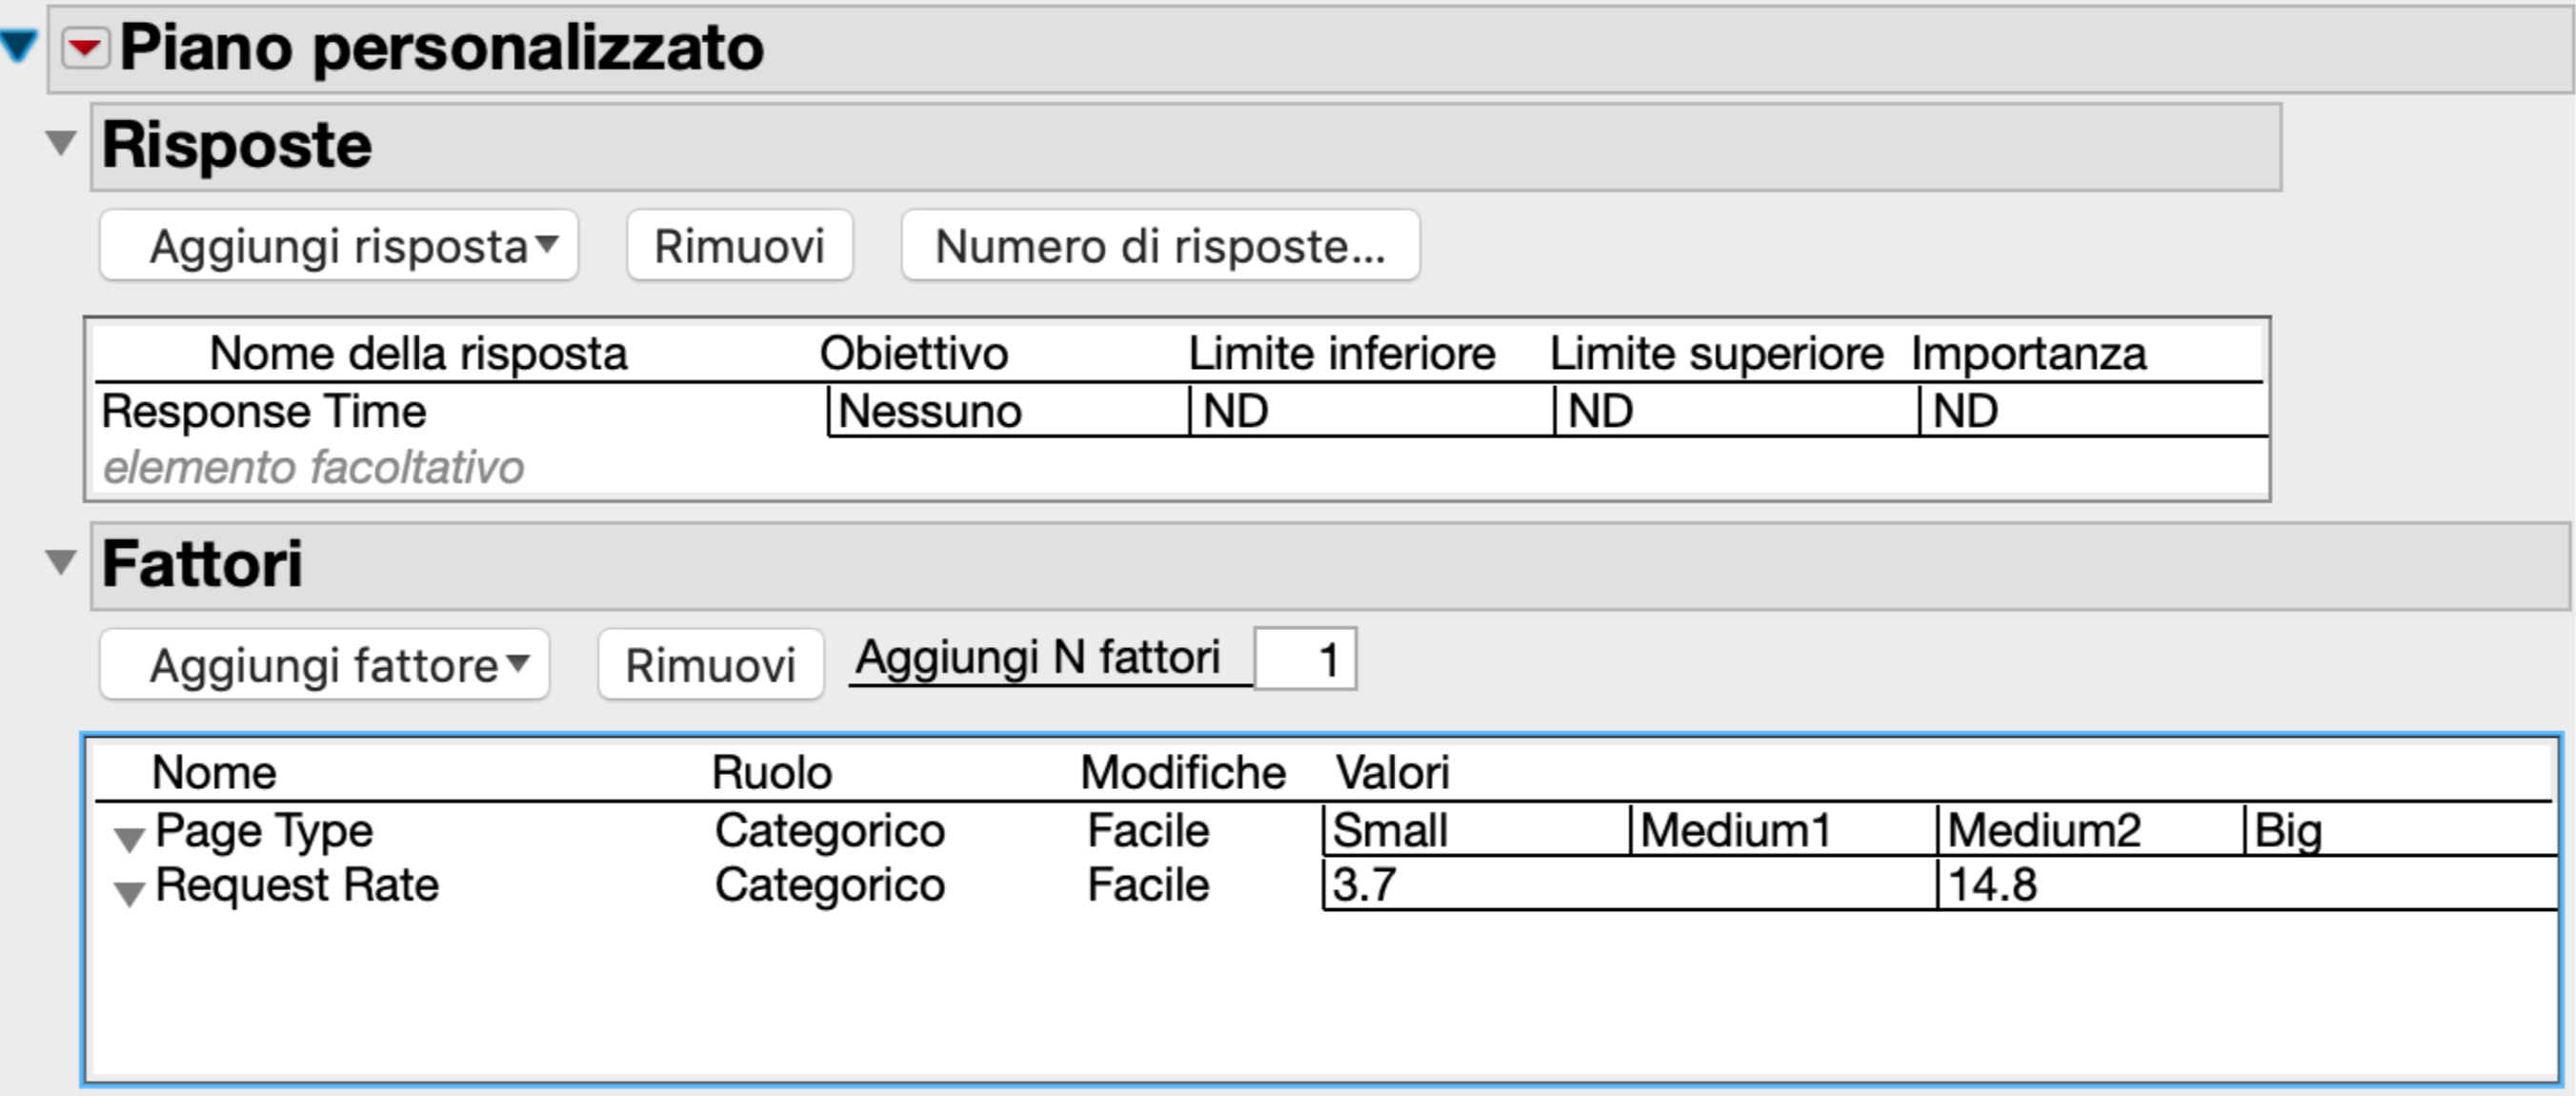 Piano personalizzato
Risposte
Aggiungi risposta Rimuovi Numero di risposte...
Nome della risposta Obiettivo Limite inferiore Limite superiore Importanza
Response Time Nessuno ND ND ND
elemento facoltativo
Fattori
Aggiungi fattore Rimuovi Aggiungi N fattori 1
Nome Ruolo Modifiche Valori
Page Type Categorico Facile Small Medium1 Medium2 Big
Request Rate Categorico Facile 3.7 14.8